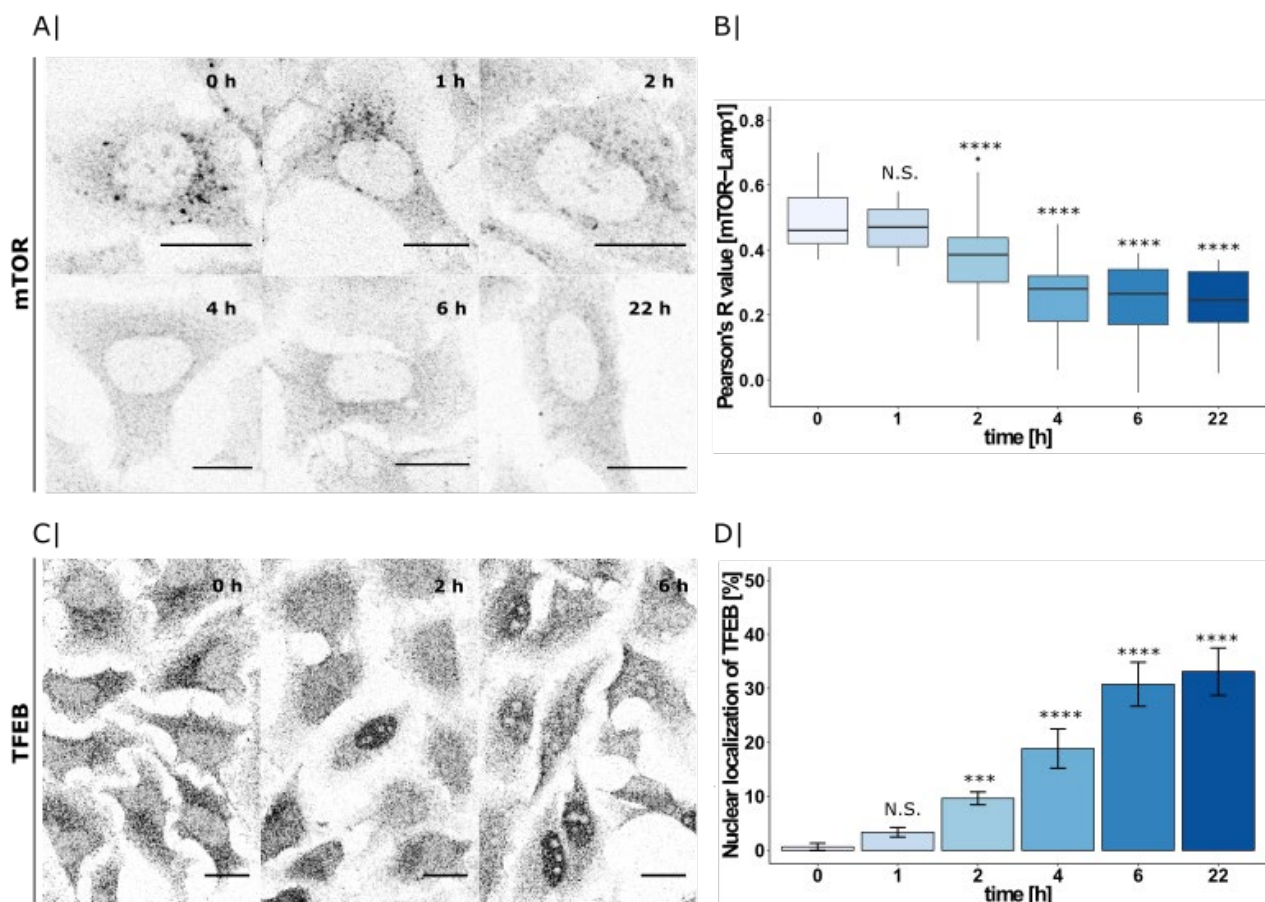 A|
0 h
1 h
2 h
4 h
6 h
22 h
mTOR
B|
Pearson's R value [mTOR–Lamp1]
0.8
0.6
0.4
0.2
0.0
N.S.
****
****
****
****
0 1 2 4 6 22
time [h]
C|
0 h
2 h
6 h
TFEB
D|
Nuclear localization of TFEB [%]
50
40
30
20
10
0
N.S.
***
****
****
****
0 1 2 4 6 22
time [h]